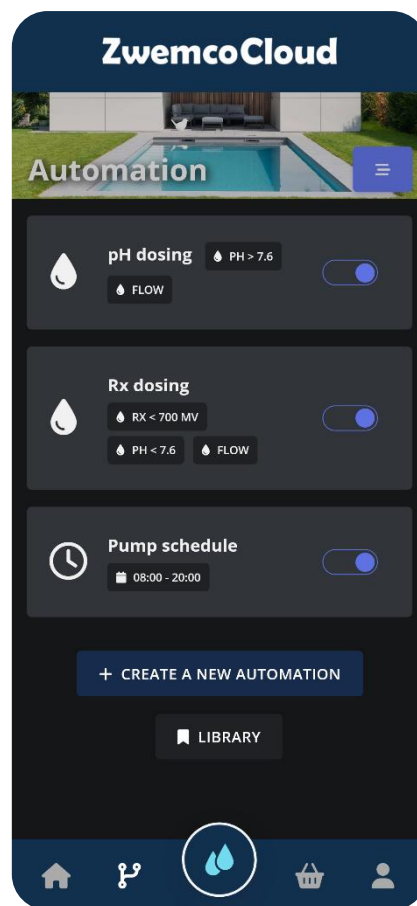 ZwemcoCloud
Automation
pH dosing PH > 7.6
FLOW
Rx dosing
RX < 700 MV
PH < 7.6 FLOW
Pump schedule
08:00 - 20:00
+ CREATE A NEW AUTOMATION
LIBRARY